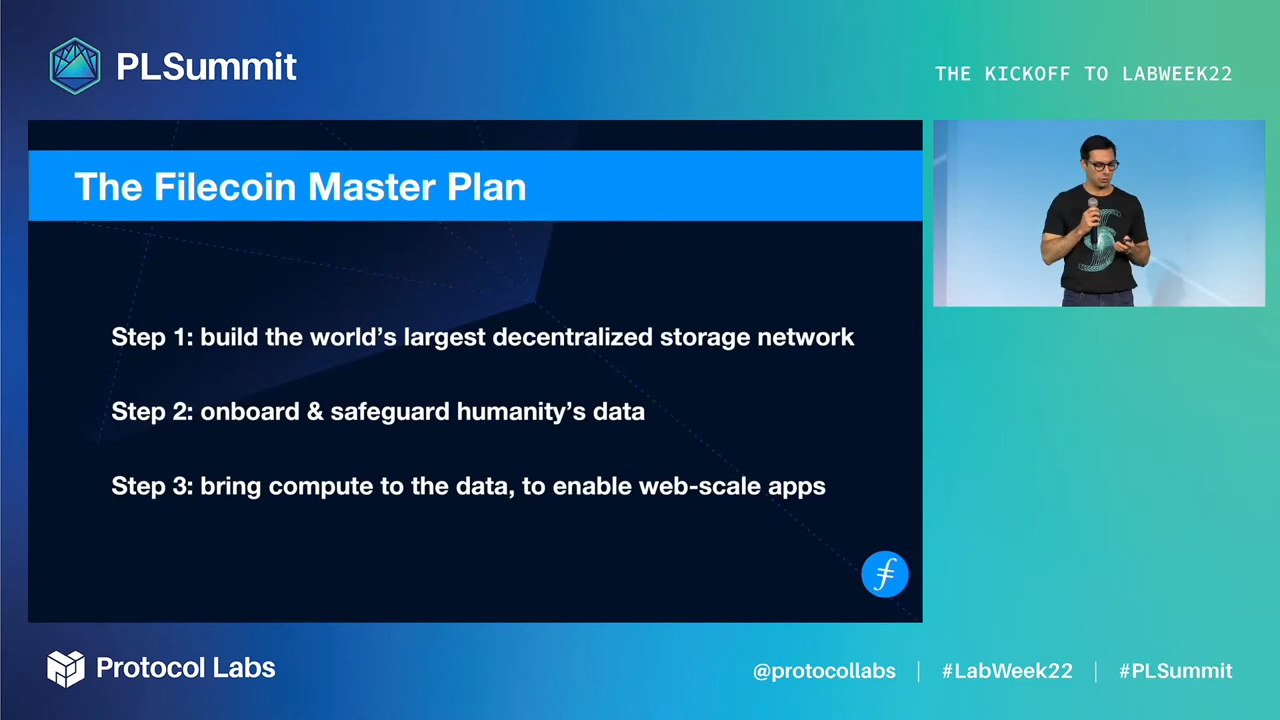 PLSummit
THE KICKOFF TO LABWEEK22
The Filecoin Master Plan
Step 1: build the world’s largest decentralized storage network
Step 2: onboard & safeguard humanity’s data
Step 3: bring compute to the data, to enable web-scale apps
Protocol Labs
@protocollabs | #LabWeek22 | #PLSummit